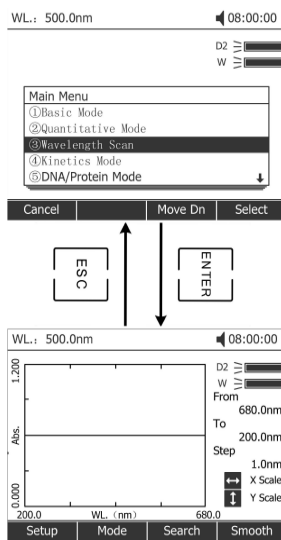 WL.: 500.0nm 08:00:00
D2
W
Main Menu
①Basic Mode
②Quantitative Mode
③Wavelength Scan
④Kinetics Mode
⑤DNA/Protein Mode
Cancel Move Dn Select
ESC
ENTER
WL.: 500.0nm 08:00:00
D2
W
From
680.0nm
To
200.0nm
Step
1.0nm
X Scale
Y Scale
1.200
Abs.
0.000
200.0 WL. (nm) 680.0
Setup Mode Search Smooth